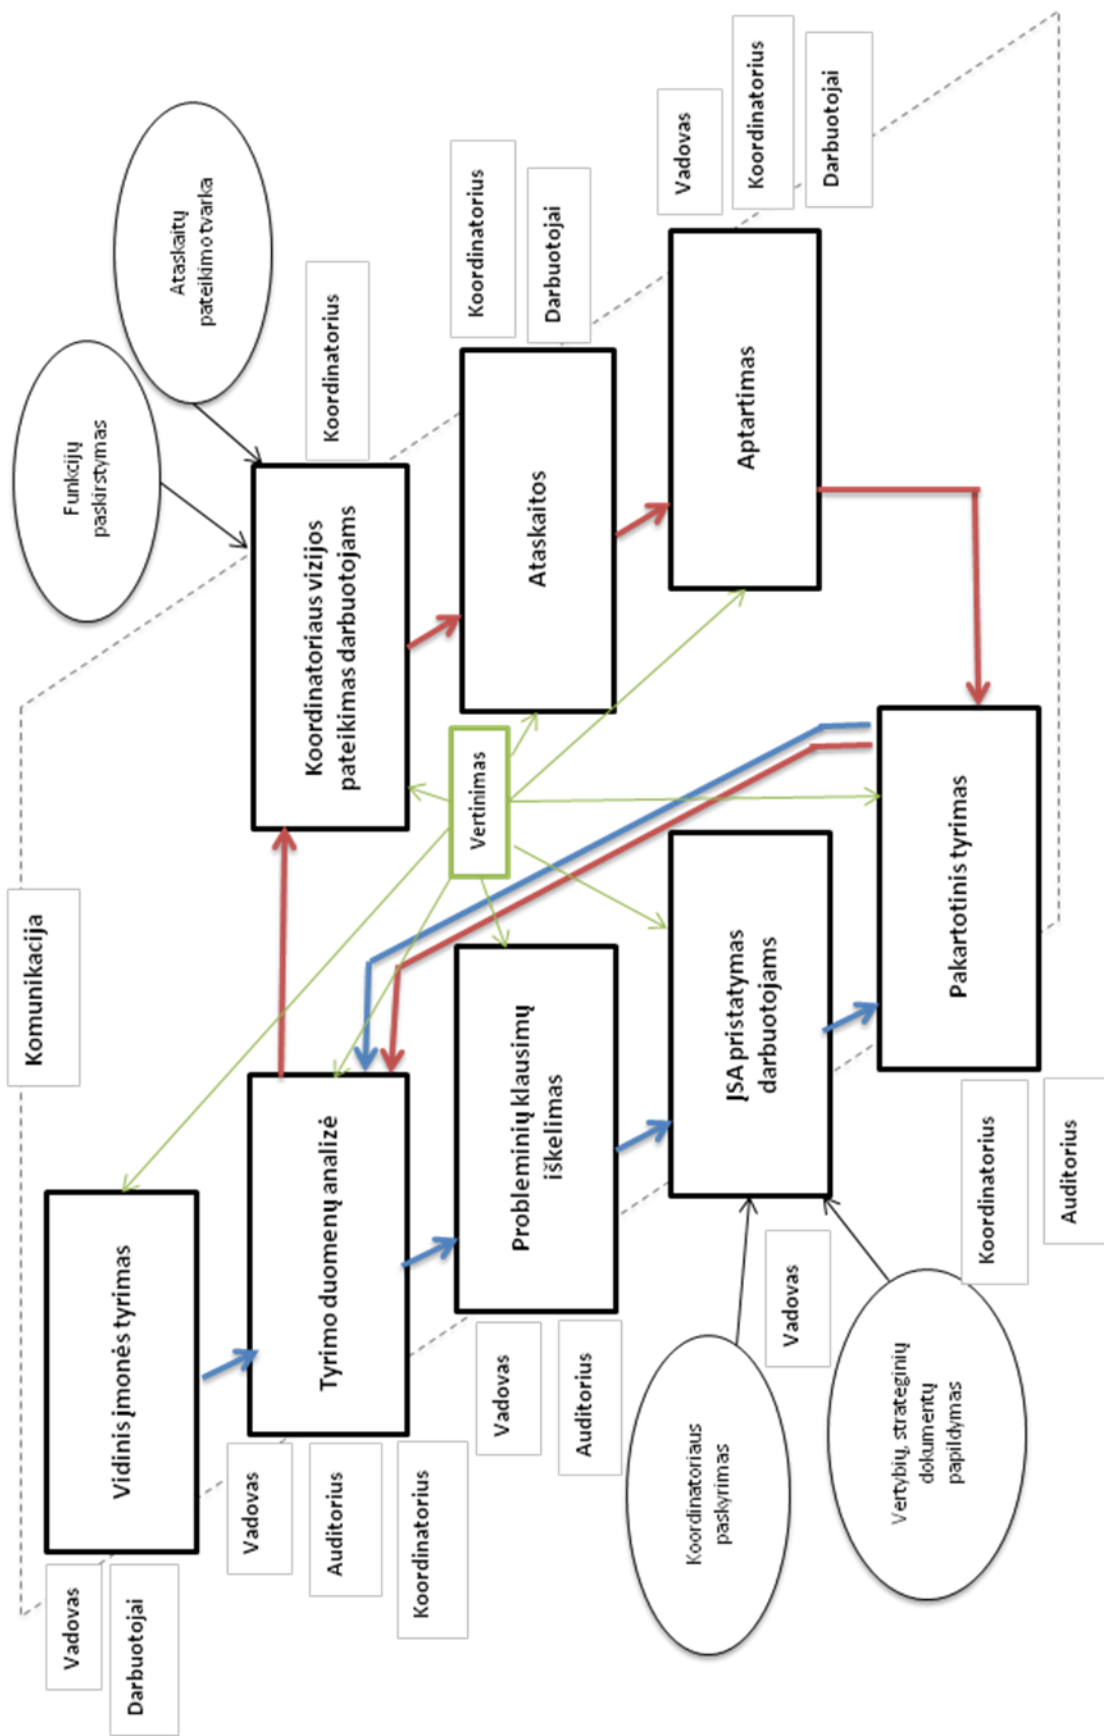 Komunikacija
Funkcijų
paskirstymas
Ataskaitų
pateikimo tvarka
Vadovas
Darbuotojai
Vidinis įmonės tyrimas
Vadovas
Auditorius
Koordinatorius
Tyrimo duomenų analizė
Koordinatoriaus vizijos
pateikimas darbuotojams
Koordinatorius
Vertinimas
Vadovas
Auditorius
Probleminių klausimų
iškelimas
Ataskaitos
Koordinatorius
Darbuotojai
Koordinatoriaus
paskyrimas
Vadovas
ĮSA pristatymas
darbuotojams
Aptartimas
Vadovas
Koordinatorius
Darbuotojai
Vertybių, strateginių
dokumentų
papildymas
Koordinatorius
Auditorius
Pakartotinis tyrimas